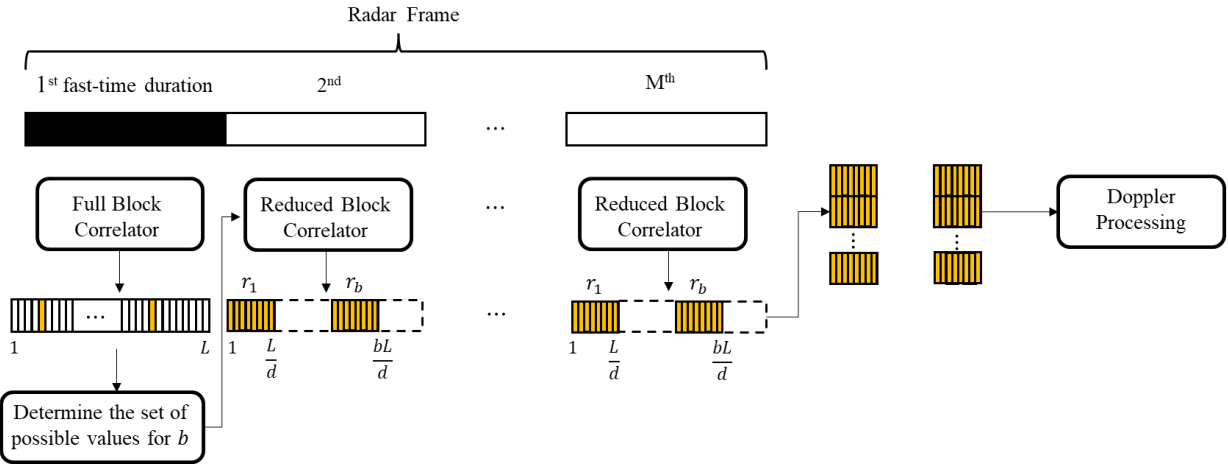 Radar Frame
1st fast-time duration
2nd
Mth
...
Full Block
Correlator
Reduced Block
Correlator
...
Reduced Block
Correlator
Doppler
Processing
r1
rb
r1
rb
...
...
1
L
1
L/d
bL/d
1
L/d
bL/d
Determine the set of
possible values for b